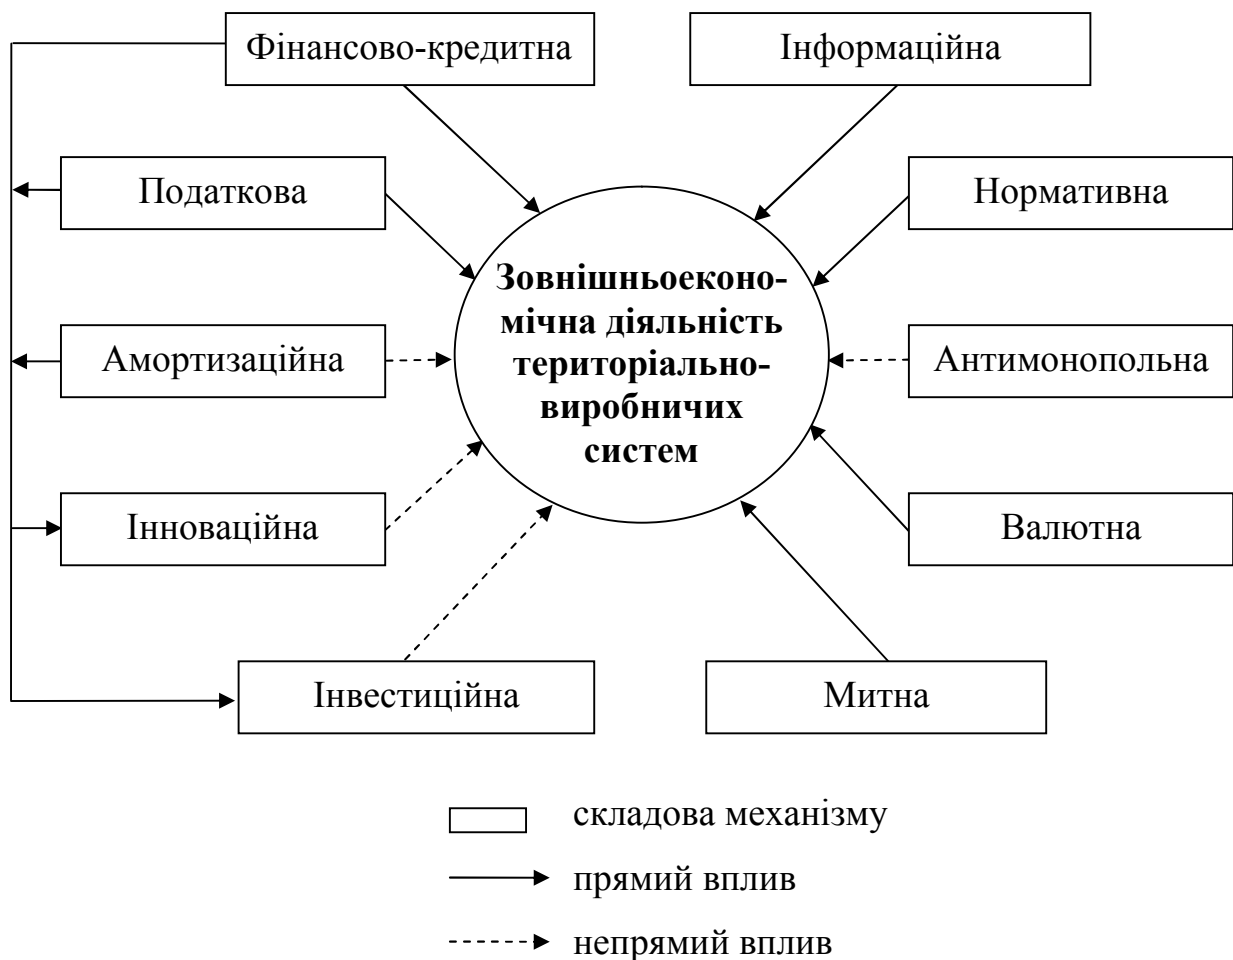 Фінансово-кредитна
Інформаційна
Податкова
Нормативна
Зовнішньоеконо-
мічна діяльність
територіально-
виробничих
систем
Амортизаційна
Антимонопольна
Інноваційна
Валютна
Інвестиційна
Митна
складова механізму
прямий вплив
непрямий вплив